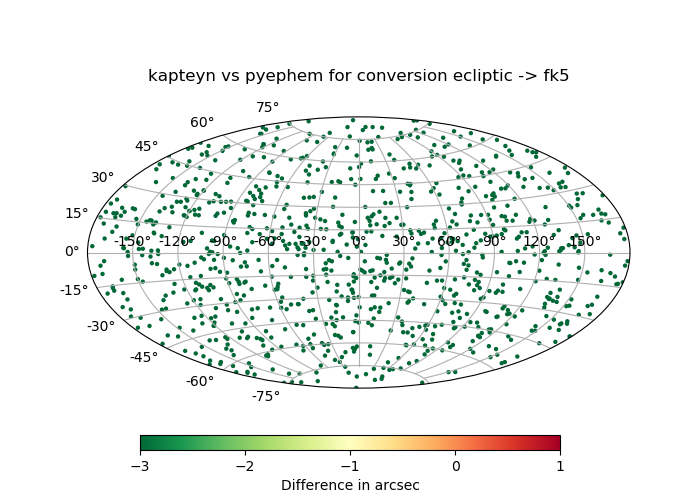 kapteyn vs pyephem for conversion ecliptic -> fk5
75°
60°
45°
30°
15°
0°
-150° -120° -90° -60° -30° 0° 30° 60° 90° 120° 150°
-15°
-30°
-45°
-60°
-75°
−3 −2 −1 0 1
Difference in arcsec